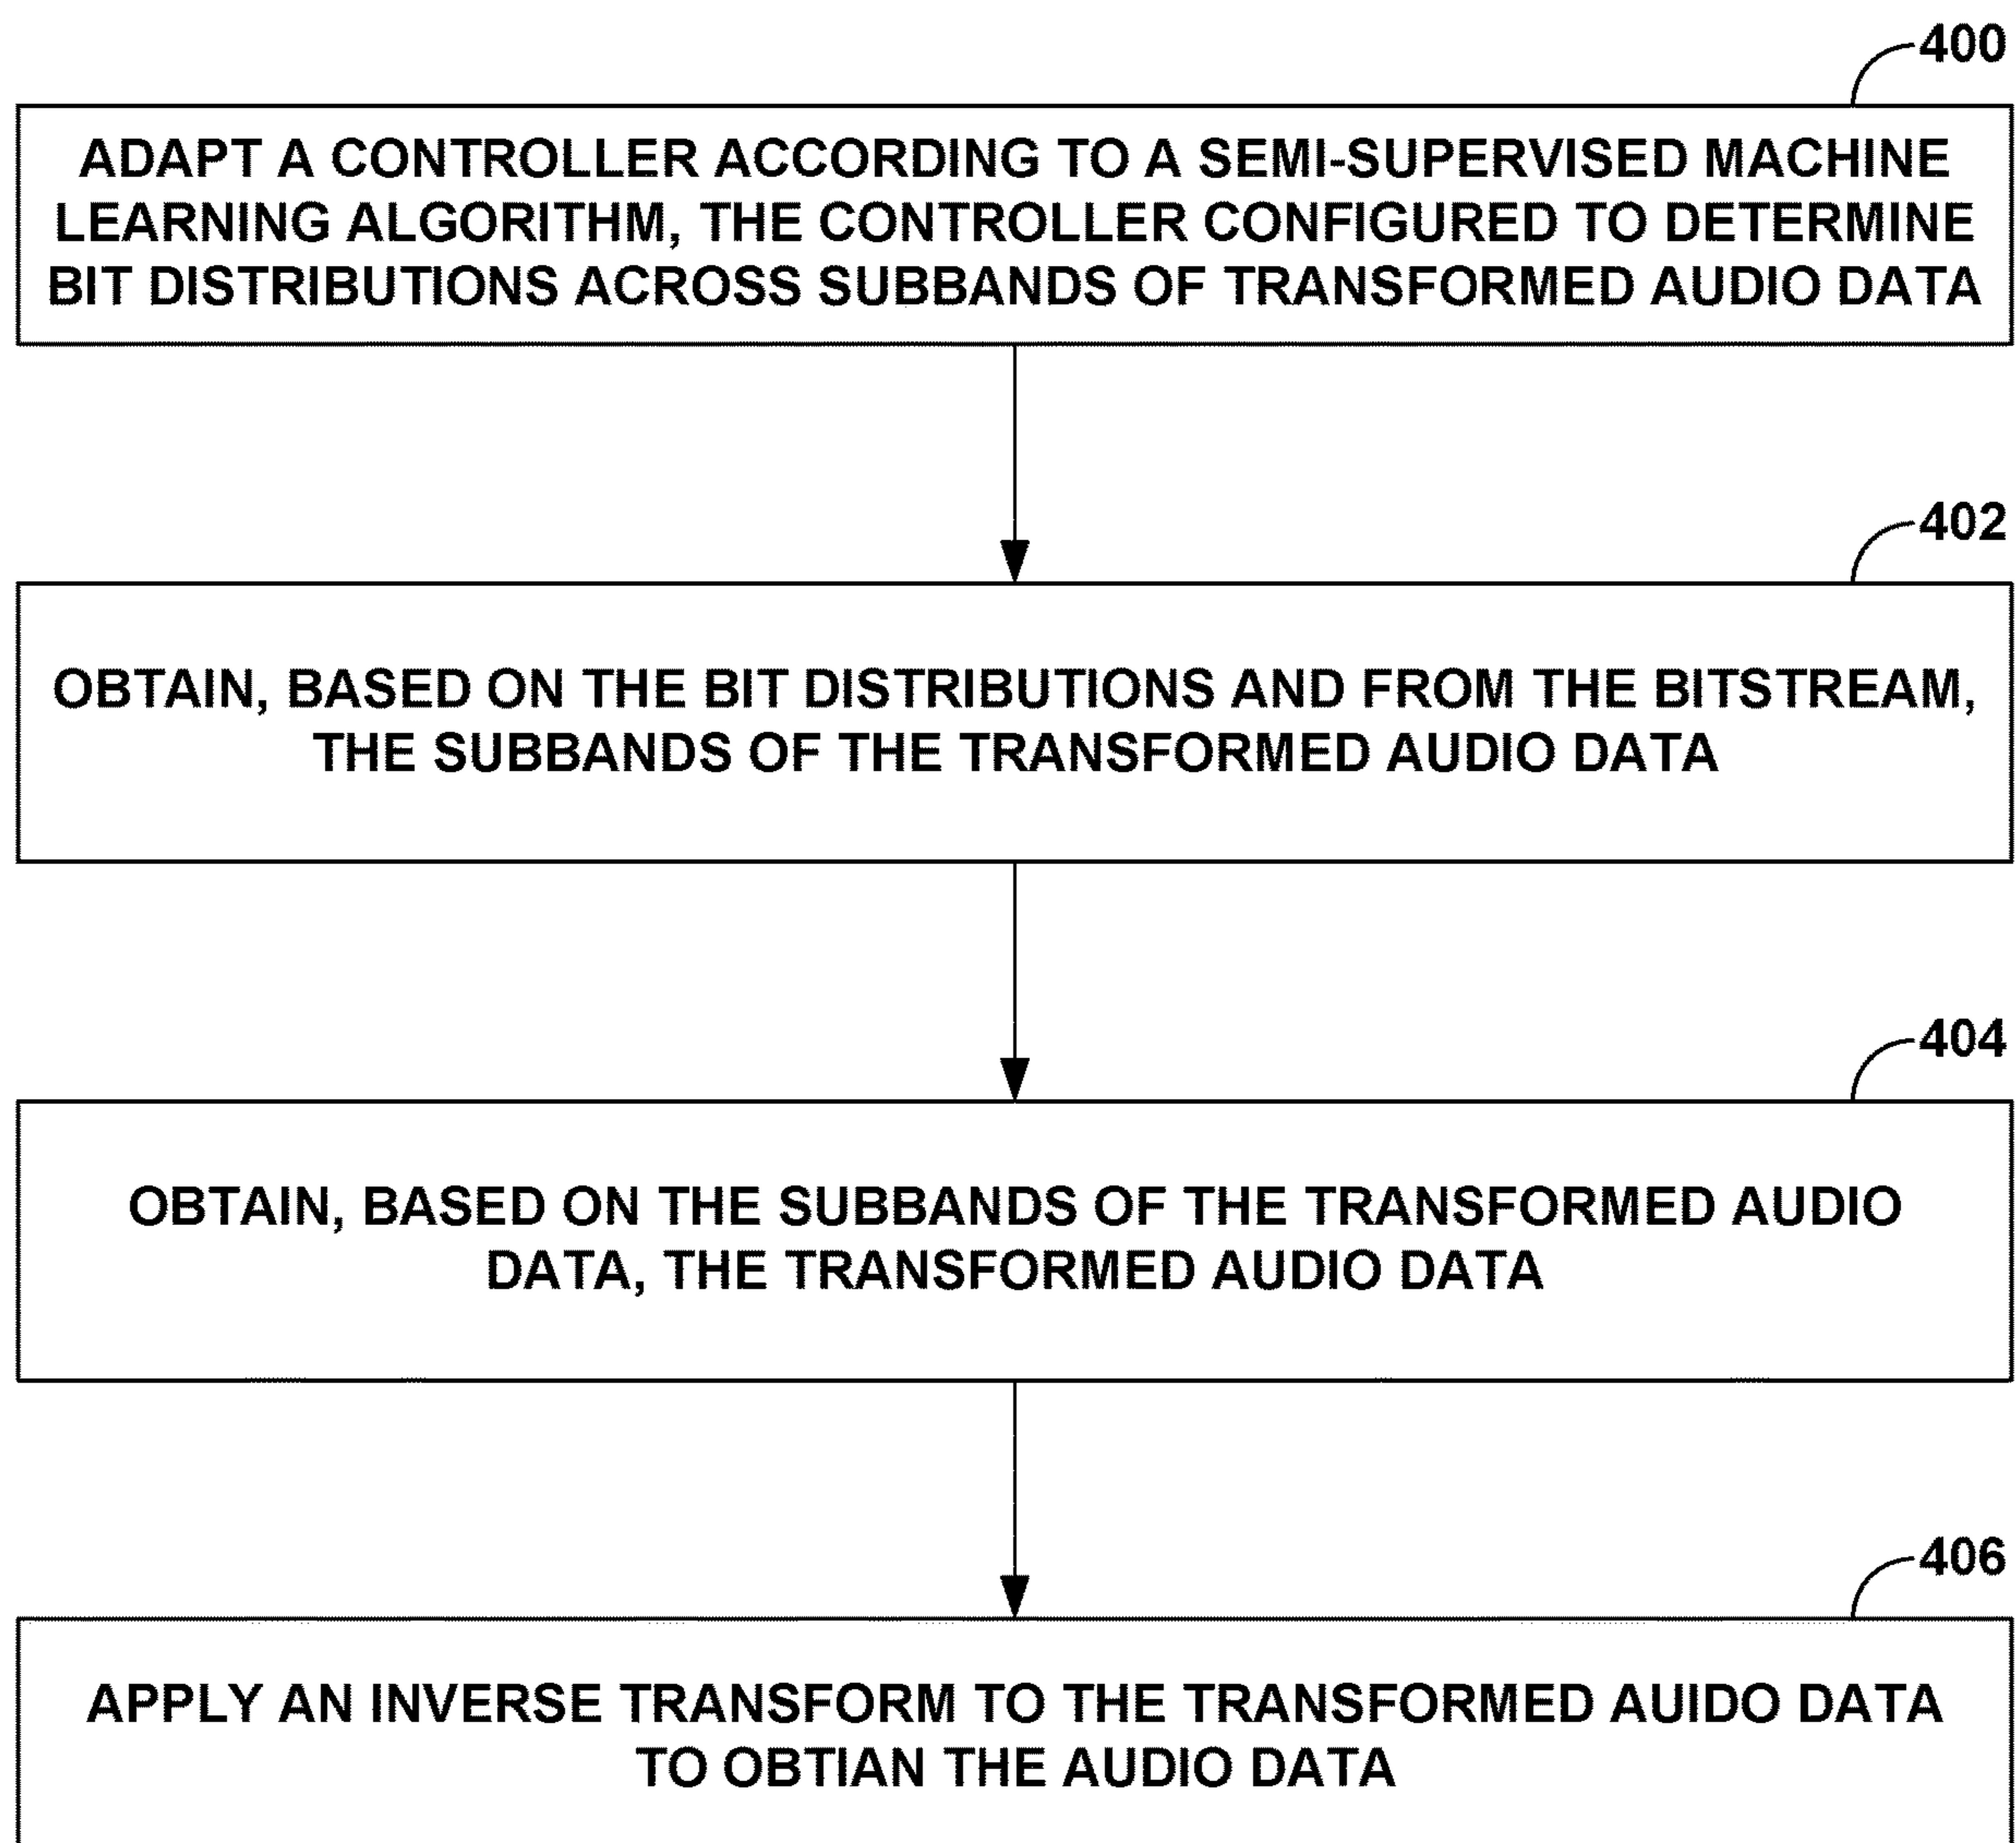 400
ADAPT A CONTROLLER ACCORDING TO A SEMI-SUPERVISED MACHINE
LEARNING ALGORITHM, THE CONTROLLER CONFIGURED TO DETERMINE
BIT DISTRIBUTIONS ACROSS SUBBANDS OF TRANSFORMED AUDIO DATA
402
OBTAIN, BASED ON THE BIT DISTRIBUTIONS AND FROM THE BITSTREAM,
THE SUBBANDS OF THE TRANSFORMED AUDIO DATA
404
OBTAIN, BASED ON THE SUBBANDS OF THE TRANSFORMED AUDIO
DATA, THE TRANSFORMED AUDIO DATA
406
APPLY AN INVERSE TRANSFORM TO THE TRANSFORMED AUIDO DATA
TO OBTIAN THE AUDIO DATA